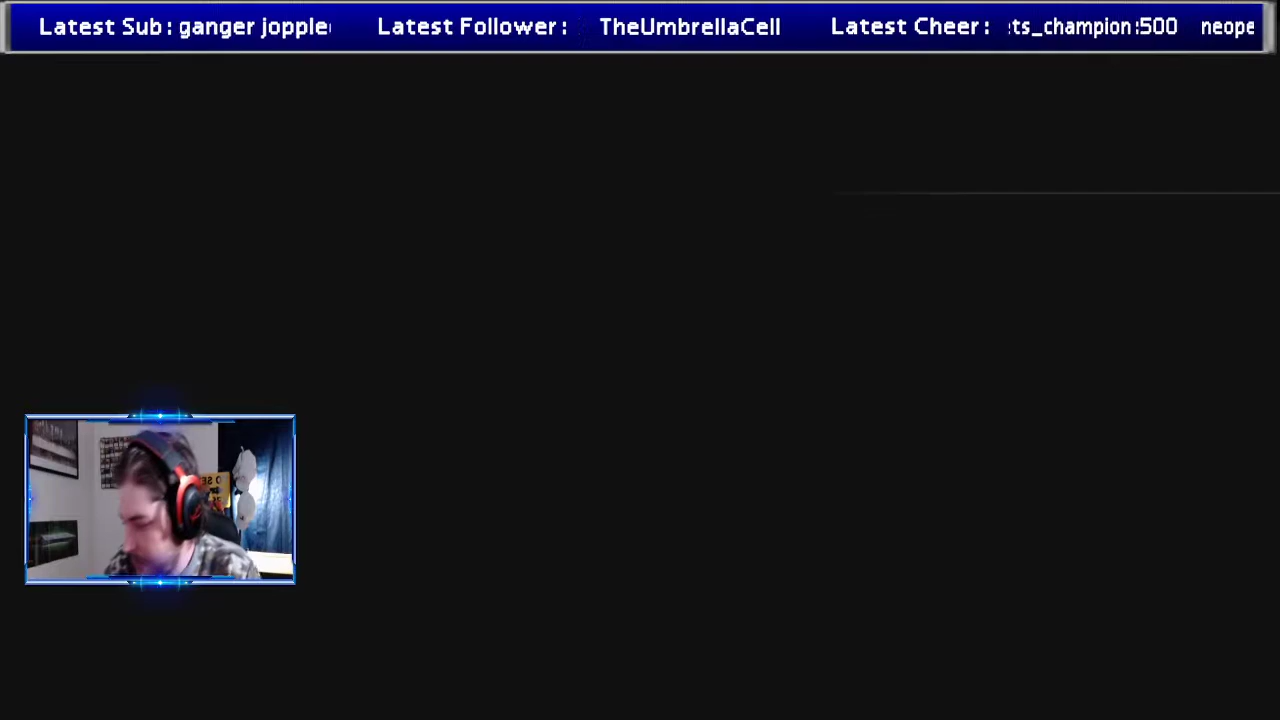 Latest Sub : ganger jopple
Latest Follower : TheUmbrellaCell
Latest Cheer : ts_champion:500 neope